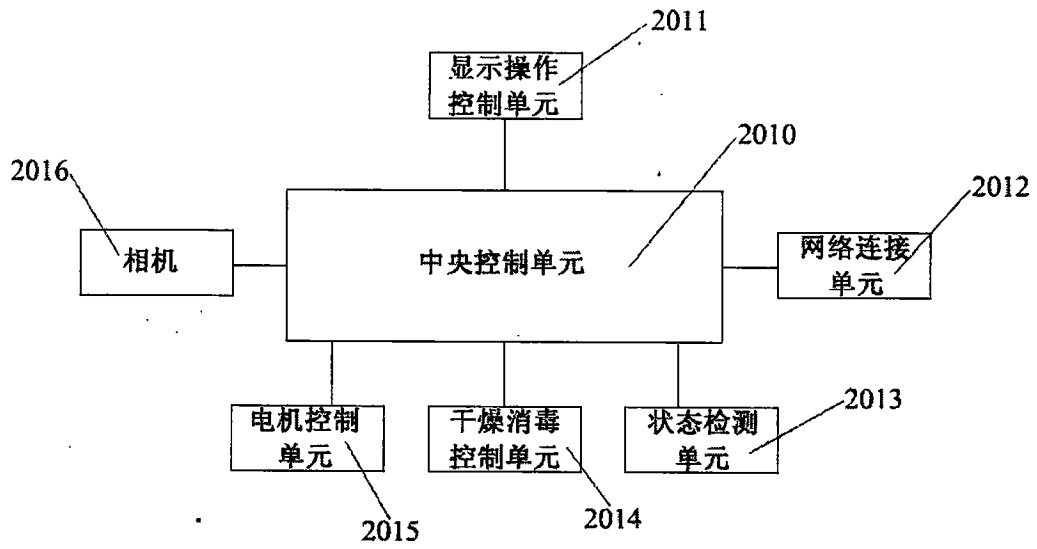 2011
显示操作
控制单元
2010
2016
2012
相机
中央控制单元
网络连接
单元
电机控制
单元
干燥消毒
控制单元
状态检测
单元
2013
2015
2014